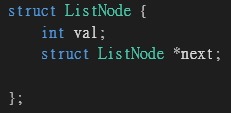 struct ListNode {
    int val;
    struct ListNode *next;
};